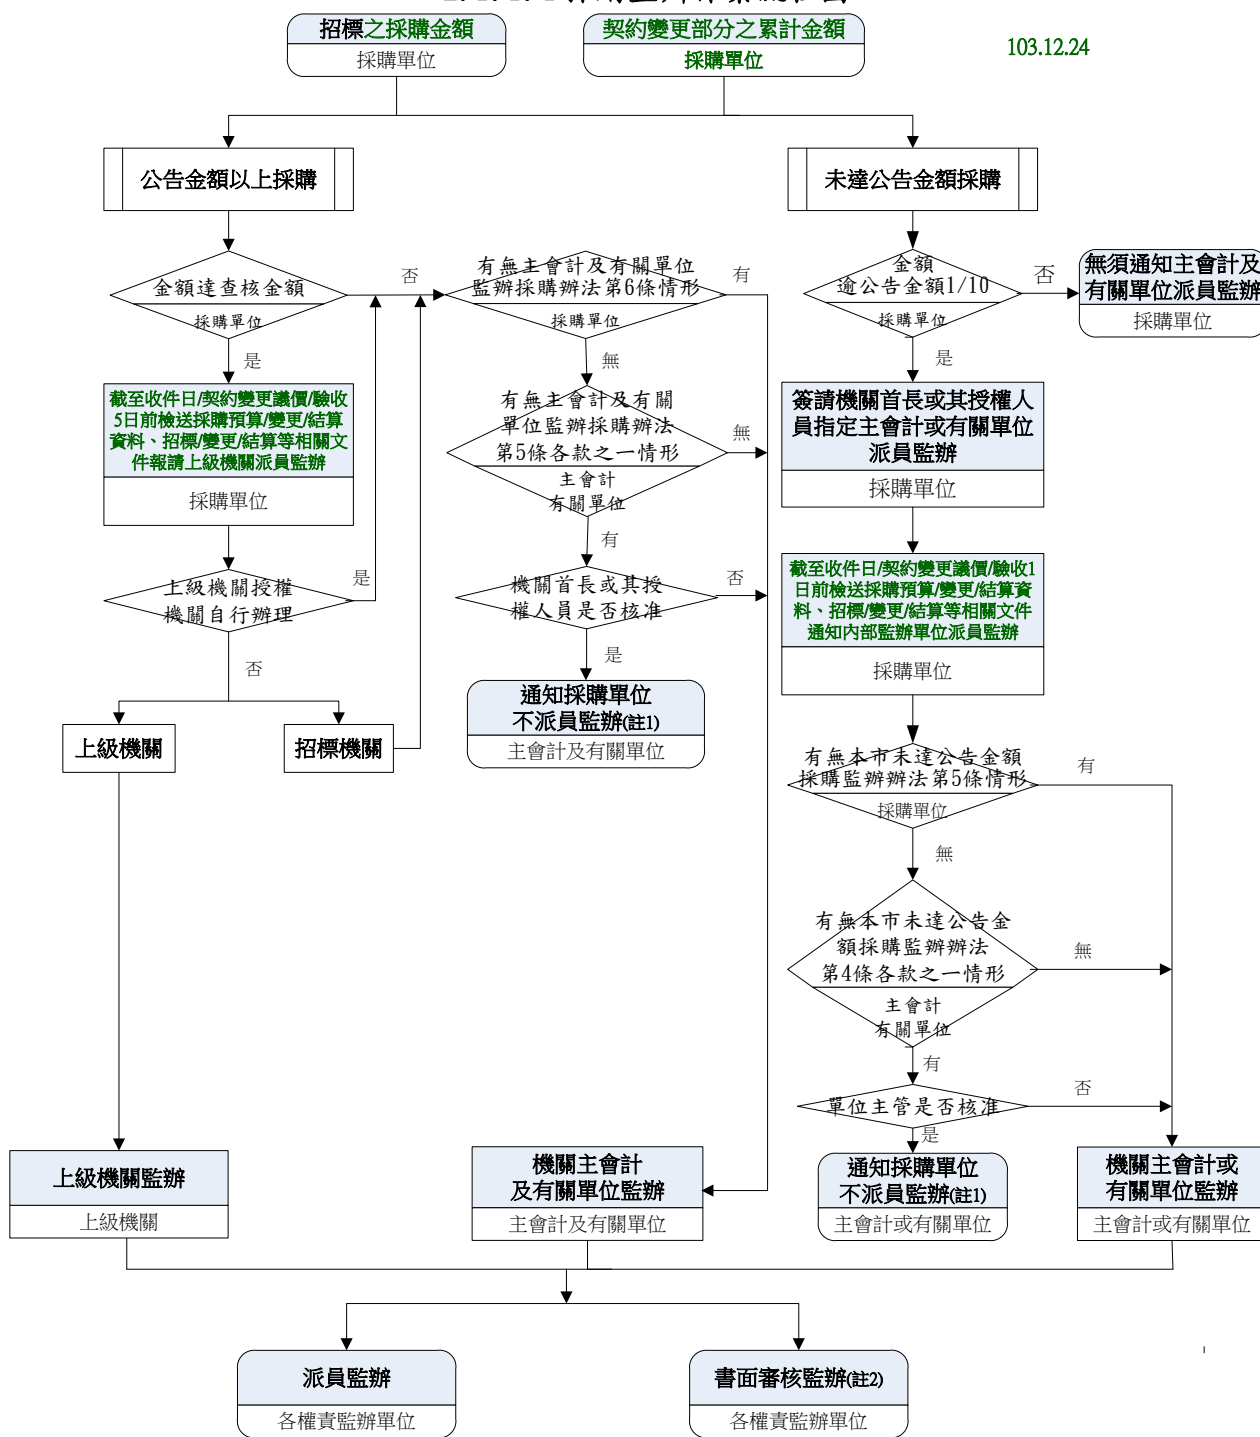 招標之採購金額
採購單位
契約變更部分之累計金額
採購單位
103.12.24
公告金額以上採購
未達公告金額採購
金額達查核金額
採購單位
否
有無主會計及有關單位
監辦採購辦法第6條情形
採購單位
有
金額
逾公告金額1/10
採購單位
否
無須通知主會計及
有關單位派員監辦
採購單位
是
無
是
截至收件日/契約變更議價/驗收
5日前檢送採購預算/變更/結算
資料、招標/變更/結算等相關文
件報請上級機關派員監辦
採購單位
有無主會計及有關
單位監辦採購辦法
第5條各款之一情形
主會計
有關單位
無
簽請機關首長或其授權人
員指定主會計或有關單位
派員監辦
採購單位
有
上級機關授權
機關自行辦理
是
機關首長或其授
權人員是否核准
否
截至收件日/契約變更議價/驗收1
日前檢送採購預算/變更/結算資
料、招標/變更/結算等相關文件
通知內部監辦單位派員監辦
採購單位
否
是
上級機關
招標機關
通知採購單位
不派員監辦(註1)
主會計及有關單位
有無本市未達公告金額
採購監辦辦法第5條情形
採購單位
有
無
有無本市未達公告金
額採購監辦辦法
第4條各款之一情形
主會計
有關單位
無
有
單位主管是否核准
否
是
上級機關監辦
上級機關
機關主會計
及有關單位監辦
主會計及有關單位
通知採購單位
不派員監辦(註1)
主會計或有關單位
機關主會計或
有關單位監辦
主會計或有關單位
派員監辦
各權責監辦單位
書面審核監辦(註2)
各權責監辦單位